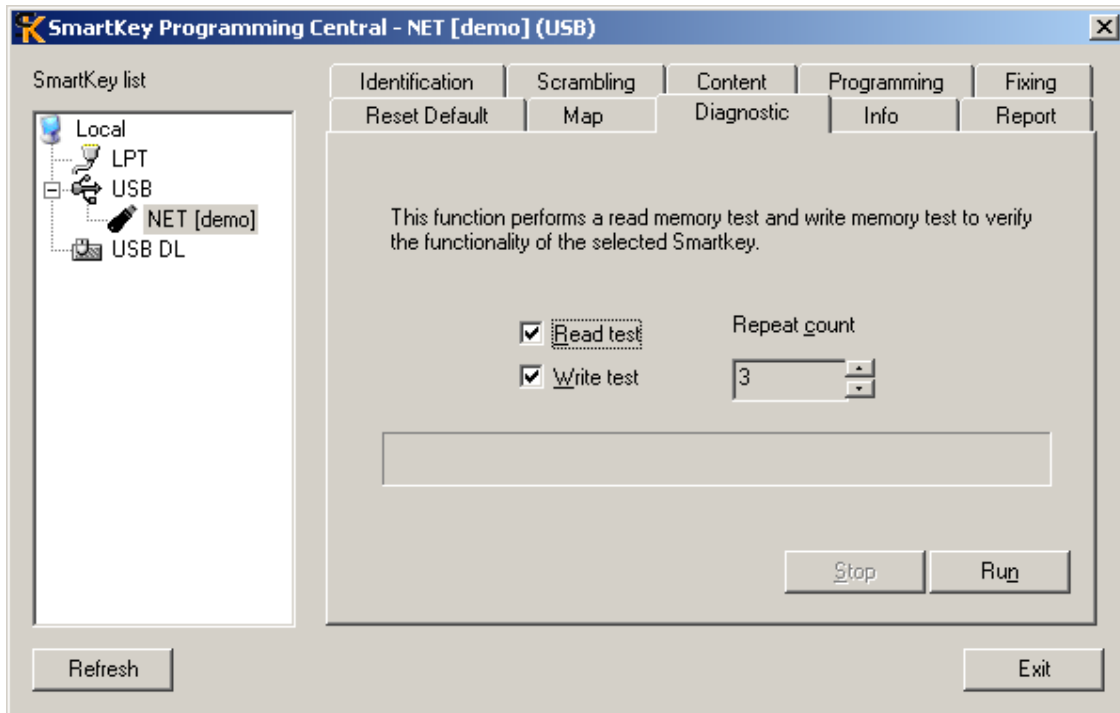 SmartKey Programming Central - NET [demo] (USB)
SmartKey list
Local
LPT
USB
NET [demo]
USB DL
Identification
Scrambling
Content
Programming
Fixing
Reset Default
Map
Diagnostic
Info
Report
This function performs a read memory test and write memory test to verify
the functionality of the selected Smartkey.
Read test
Repeat count
Write test
3
Stop
Run
Refresh
Exit